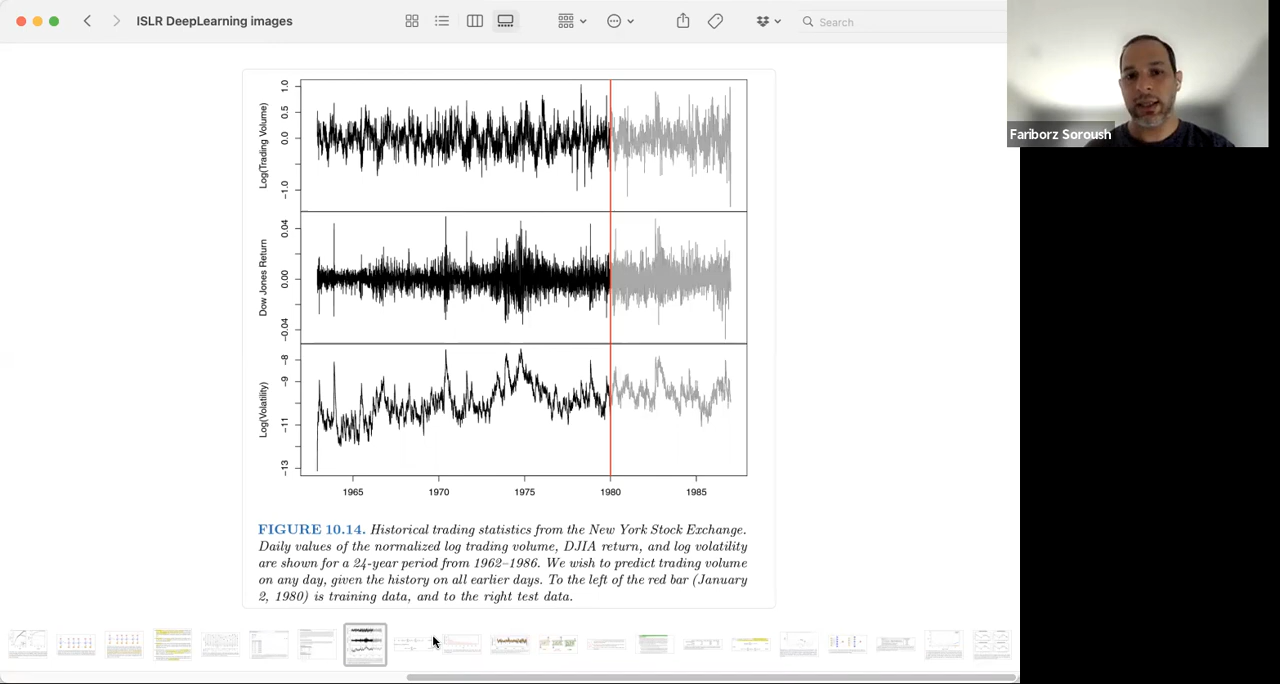 ISLR DeepLearning images
Search
Fariborz Soroush
Log(Trading Volume)
1.0
0.5
0.0
−1.0
Dow Jones Return
0.04
0.00
−0.04
Log(Volatility)
−8
−9
−11
−13
1965 1970 1975 1980 1985
FIGURE 10.14. Historical trading statistics from the New York Stock Exchange.
Daily values of the normalized log trading volume, DJIA return, and log volatility
are shown for a 24-year period from 1962–1986. We wish to predict trading volume
on any day, given the history on all earlier days. To the left of the red bar (January
2, 1980) is training data, and to the right test data.